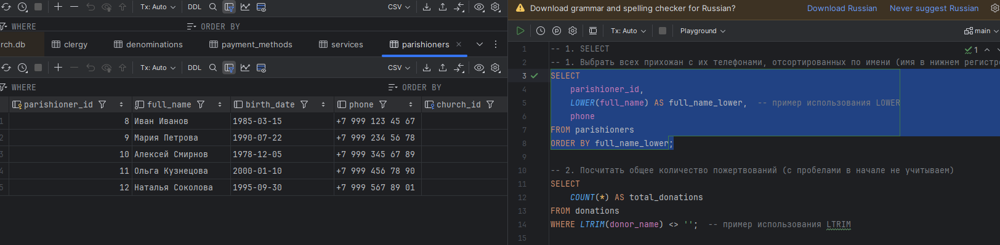 Tx: Auto DDL CSV
WHERE ORDER BY
rch.db clergy denominations payment_methods services parishioners
Tx: Auto DDL CSV
WHERE ORDER BY
parishioner_id full_name birth_date phone church_id
1 8 Иван Иванов 1985-03-15 +7 999 123 45 67
2 9 Мария Петрова 1990-07-22 +7 999 234 56 78
3 10 Алексей Смирнов 1978-12-05 +7 999 345 67 89
4 11 Ольга Кузнецова 2000-01-10 +7 999 456 78 90
5 12 Наталья Соколова 1995-09-30 +7 999 567 89 01
Download grammar and spelling checker for Russian? Download Russian Never suggest Russian
Tx: Auto Playground main
1 -- 1. SELECT 1
2 -- 1. Выбрать всех прихожан с их телефонами, отсортированных по имени (имя в нижнем регистре
3 SELECT
4 parishioner_id,
5 LOWER(full_name) AS full_name_lower, -- пример использования LOWER
6 phone
7 FROM parishioners
8 ORDER BY full_name_lower;
9
10 -- 2. Посчитать общее количество пожертвований (с пробелами в начале не учитываем)
11 SELECT
12 COUNT(*) AS total_donations
13 FROM donations
14 WHERE LTRIM(donor_name) <> ''; -- пример использования LTRIM
15